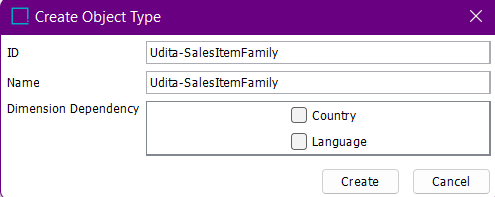 Create Object Type
ID Udita-SalesItemFamily
Name Udita-SalesItemFamily
Dimension Dependency Country
Language
Create Cancel